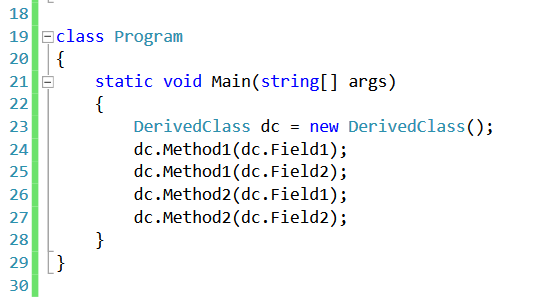 18
19 class Program
20 {
21     static void Main(string[] args)
22     {
23         DerivedClass dc = new DerivedClass();
24         dc.Method1(dc.Field1);
25         dc.Method1(dc.Field2);
26         dc.Method2(dc.Field1);
27         dc.Method2(dc.Field2);
28     }
29 }
30